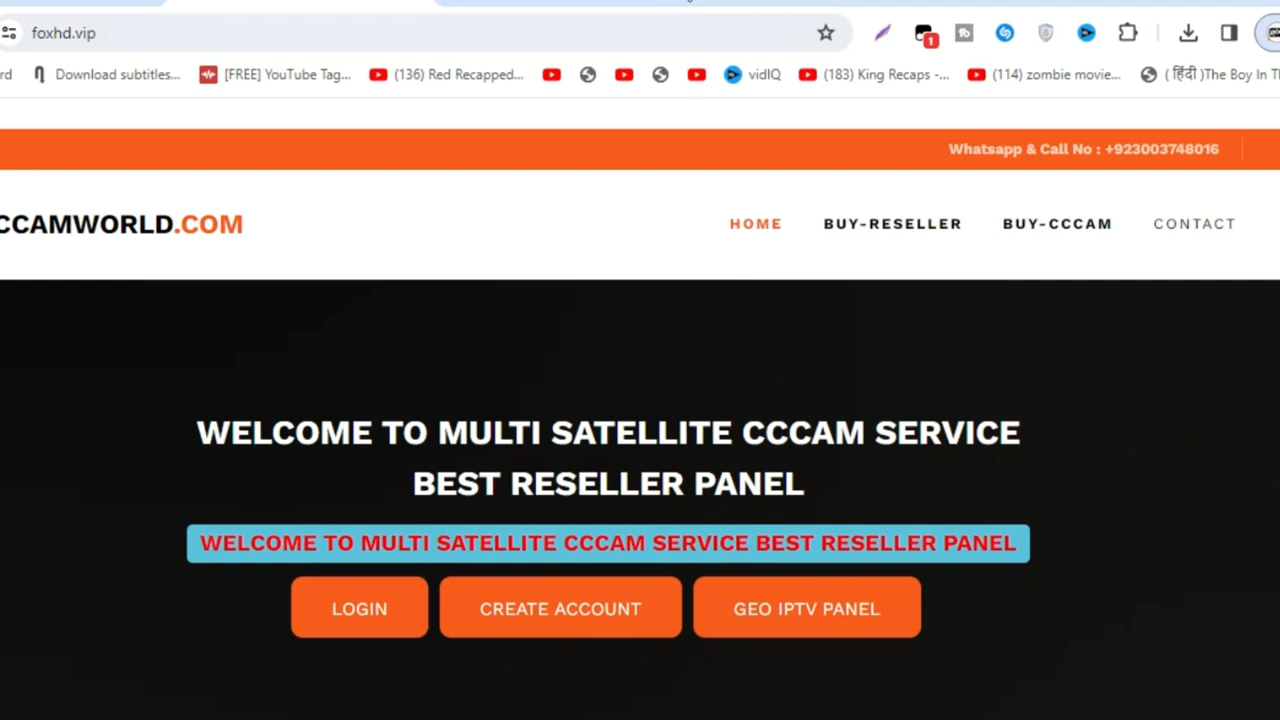 foxhd.vip
1
rd Download subtitles... [FREE] YouTube Tag... (136) Red Recapped... vidIQ (183) King Recaps -... (114) zombie movie... ( हिंदी )The Boy In Th
Whatsapp & Call No : +923003748016
CCAMWORLD.COM
HOME BUY-RESELLER BUY-CCCAM CONTACT
WELCOME TO MULTI SATELLITE CCCAM SERVICE
BEST RESELLER PANEL
WELCOME TO MULTI SATELLITE CCCAM SERVICE BEST RESELLER PANEL
LOGIN CREATE ACCOUNT GEO IPTV PANEL